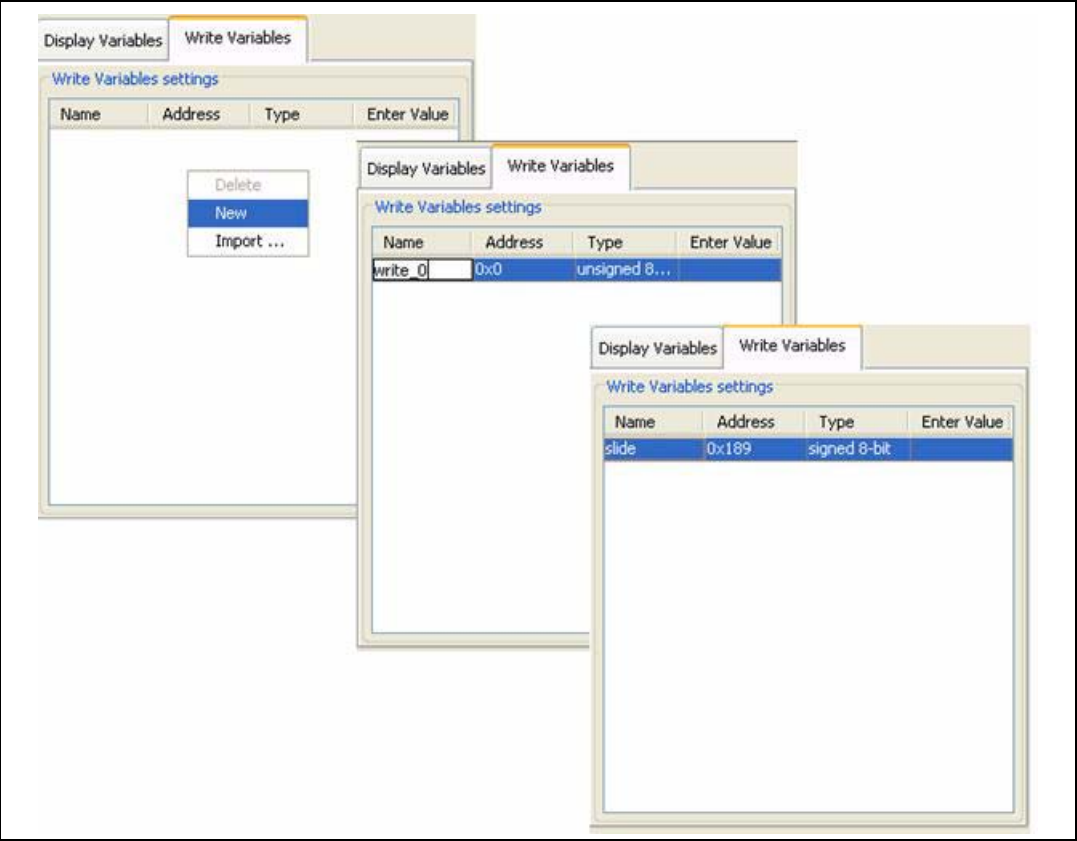 Display Variables Write Variables
Write Variables settings
Name Address Type Enter Value
Delete
New
Import ...
Display Variables Write Variables
Write Variables settings
Name Address Type Enter Value
write_0 0x0 unsigned 8...
Display Variables Write Variables
Write Variables settings
Name Address Type Enter Value
slide 0x189 signed 8-bit